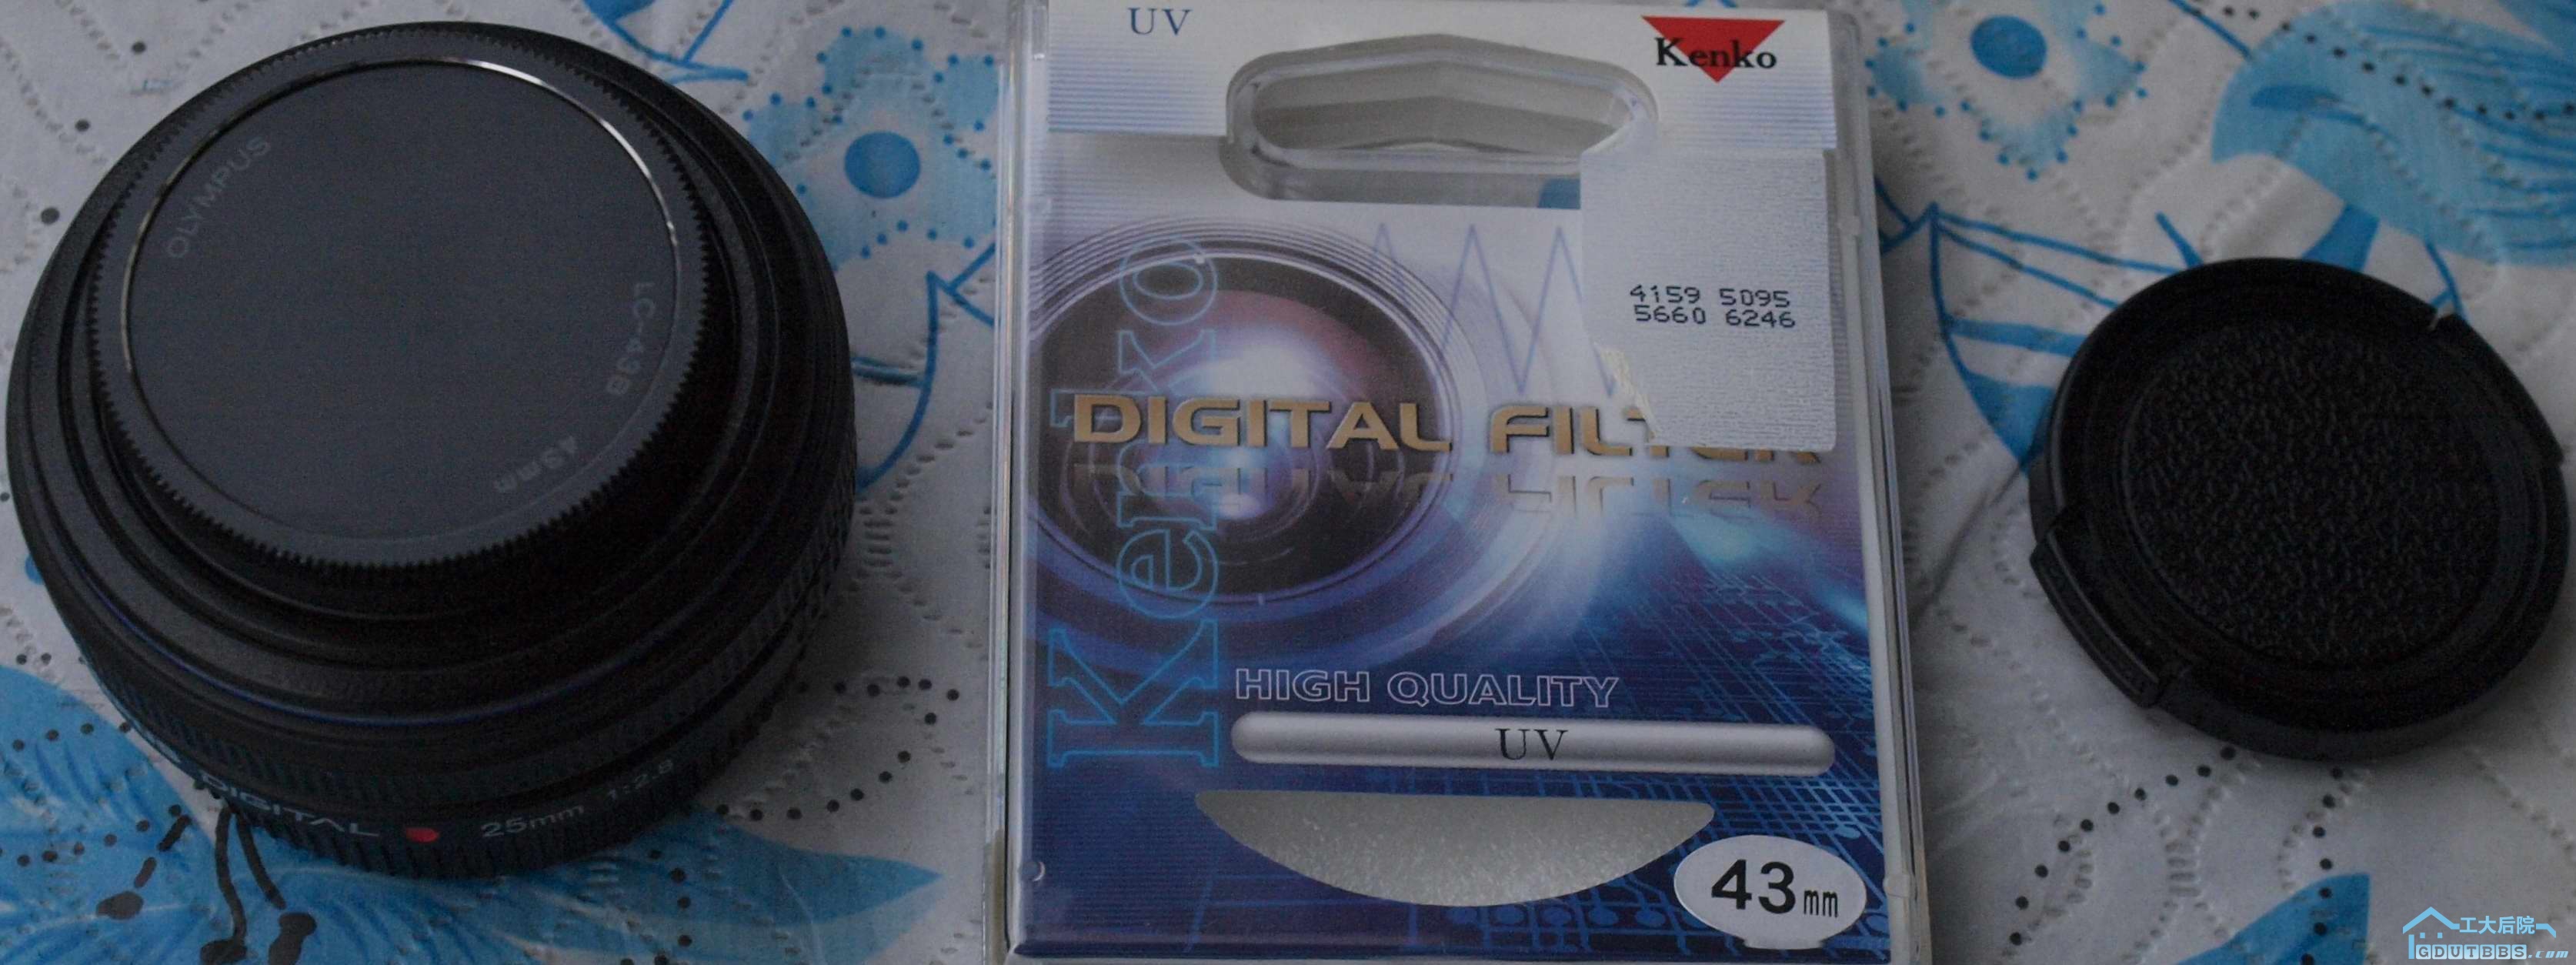 OLYMPUS
LC-43B
43mm
DIGITAL
25mm 1:2.8
UV
Kenko
4159 5095
5660 6246
Kenko
DIGITAL FILTER
HIGH QUALITY
UV
43mm
工大后院
GDUTBBS.com